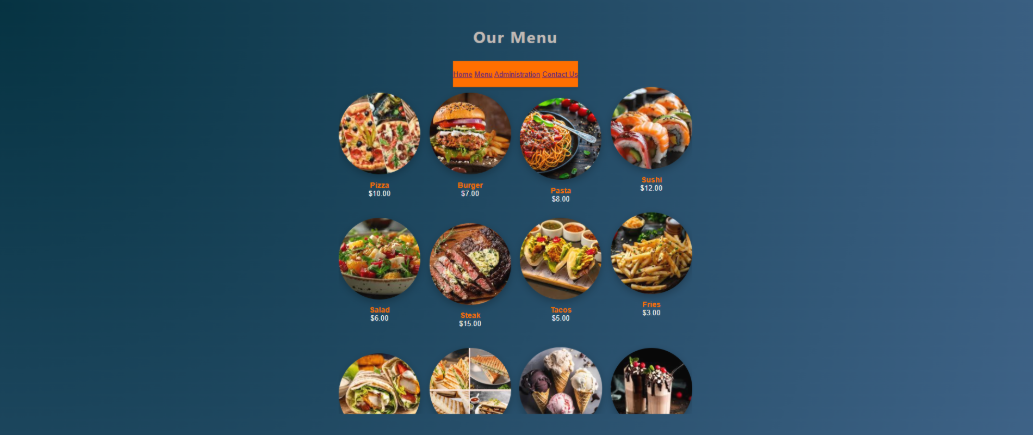 Our Menu
Home Menu Administration Contact Us
Pizza
$10.00
Burger
$7.00
Pasta
$8.00
Sushi
$12.00
Salad
$6.00
Steak
$15.00
Tacos
$5.00
Fries
$3.00